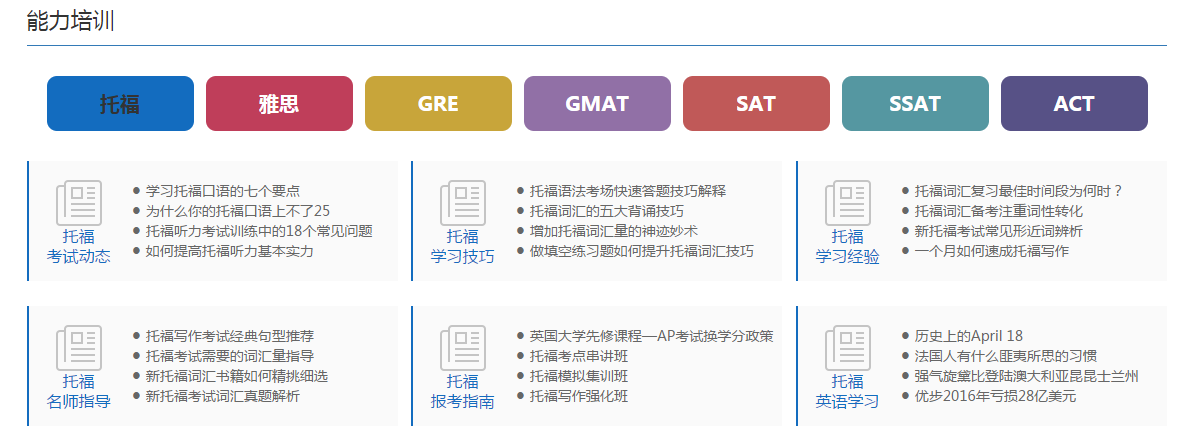 能力培训
托福 雅思 GRE GMAT SAT SSAT ACT
托福
考试动态
学习托福口语的七个要点
为什么你的托福口语上不了25
托福听力考试训练中的18个常见问题
如何提高托福听力基本实力
托福
学习技巧
托福语法考场快速答题技巧解释
托福词汇的五大背诵技巧
增加托福词汇量的神迹妙术
做填空练习题如何提升托福词汇技巧
托福
学习经验
托福词汇复习最佳时间段为何时？
托福词汇备考注重词性转化
新托福考试常见形近词辨析
一个月如何速成托福写作
托福
名师指导
托福写作考试经典句型推荐
托福考试需要的词汇量指导
新托福词汇书籍如何精挑细选
新托福考试词汇真题解析
托福
报考指南
英国大学先修课程—AP考试换学分政策
托福考点串讲班
托福模拟集训班
托福写作强化班
托福
英语学习
历史上的April 18
法国人有什么匪夷所思的习惯
强气旋黛比登陆澳大利亚昆昆士兰州
优步2016年亏损28亿美元